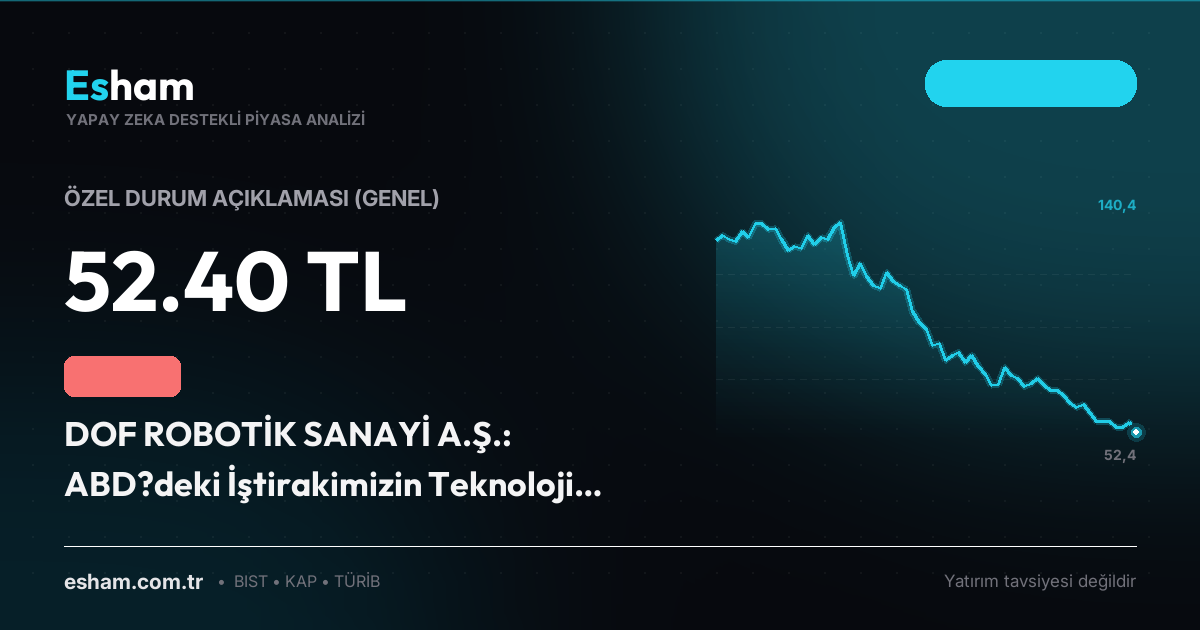 Esham
YAPAY ZEKA DESTEKLİ PİYASA ANALİZİ
ÖZEL DURUM AÇIKLAMASI (GENEL)
52.40 TL
DOF ROBOTİK SANAYİ A.Ş.:
ABD?deki İştirakimizin Teknoloji...
140,4
52,4
esham.com.tr • BIST • KAP • TÜRİB
Yatırım tavsiyesi değildir